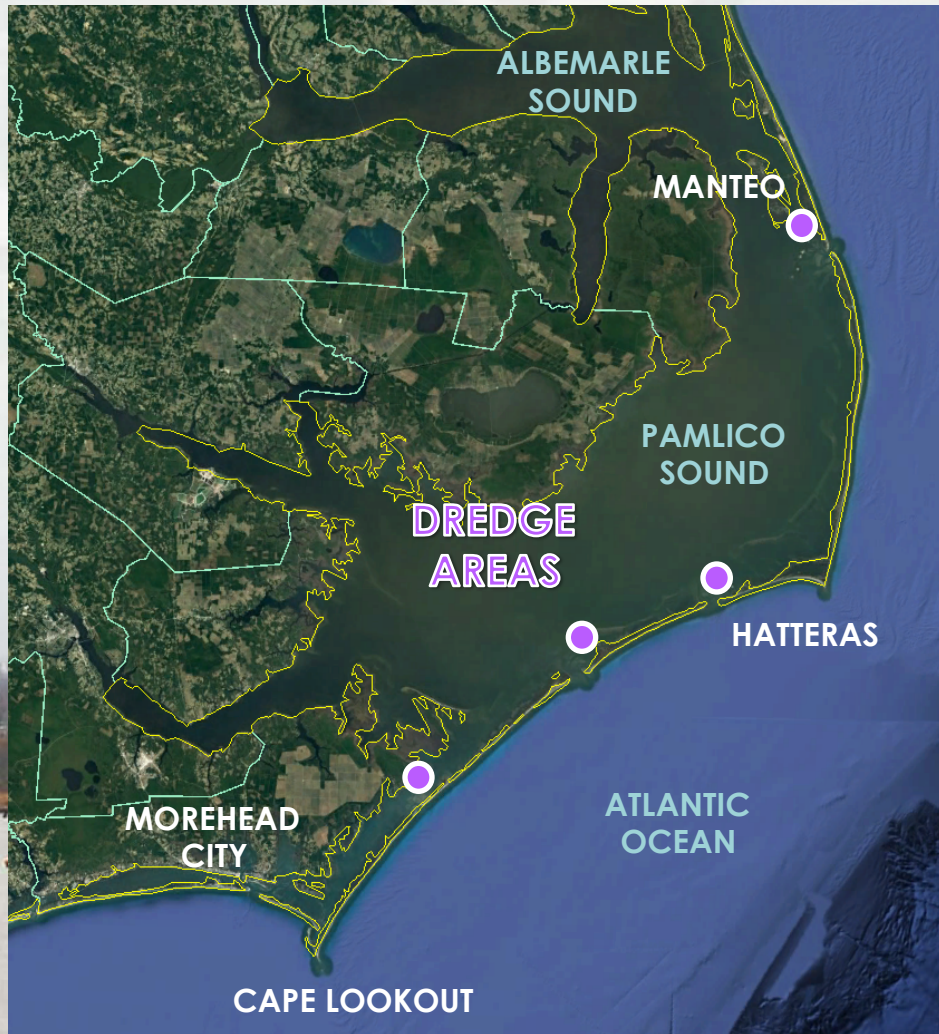 ALBEMARLE
SOUND
MANTEO
PAMLICO
SOUND
DREDGE
AREAS
HATTERAS
ATLANTIC
OCEAN
MOREHEAD
CITY
CAPE LOOKOUT